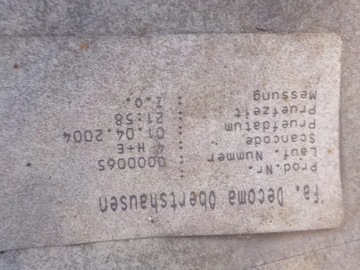 Fa. Decoma Obertshausen
Prod.Nr. :
Lauf. Nummer : 0000065
Scancode : 4 H+E
Pruefdatum : 01.04.2004
Pruefzeit : 21:58
Messung : I.O.